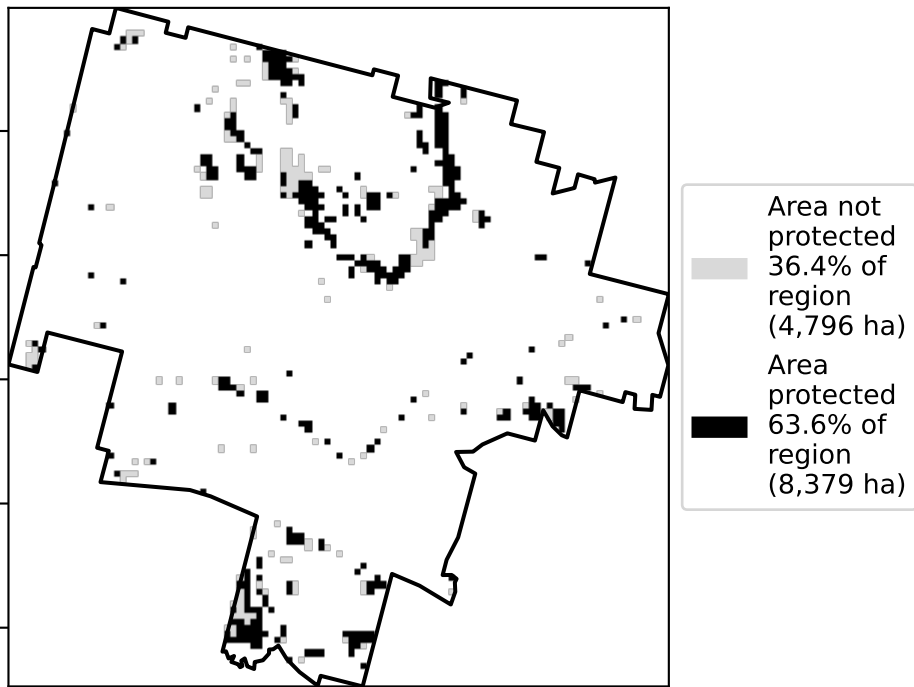 Area not
protected
36.4% of
region
(4,796 ha)
Area
protected
63.6% of
region
(8,379 ha)